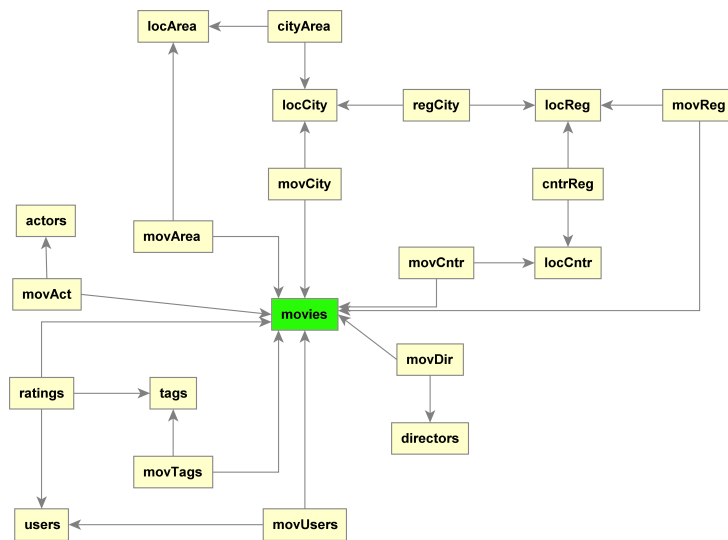 locArea
cityArea
locCity
regCity
locReg
movReg
movCity
cntrReg
actors
movArea
movCntr
locCntr
movAct
movies
movDir
ratings
tags
directors
movTags
users
movUsers